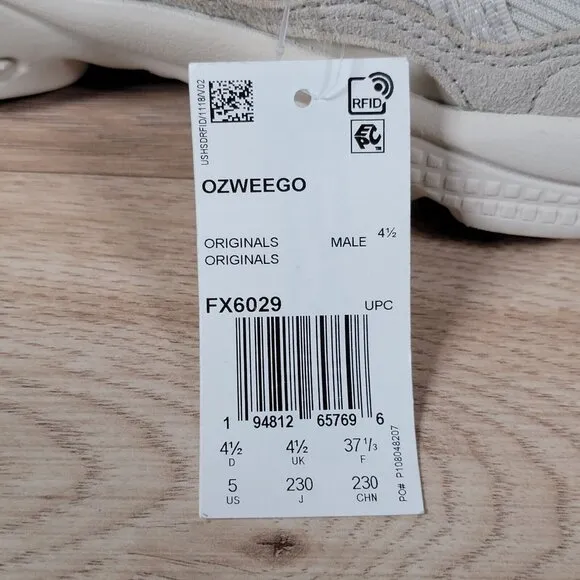 USHSDRFID/1118/V02
RFID
EPC
OZWEEGO
ORIGINALS MALE 4½
ORIGINALS
FX6029 UPC
1 94812 65769 6
4½ 4½ 37 1/3
D UK F
5 230 230
US J CHN
PO# P108048207